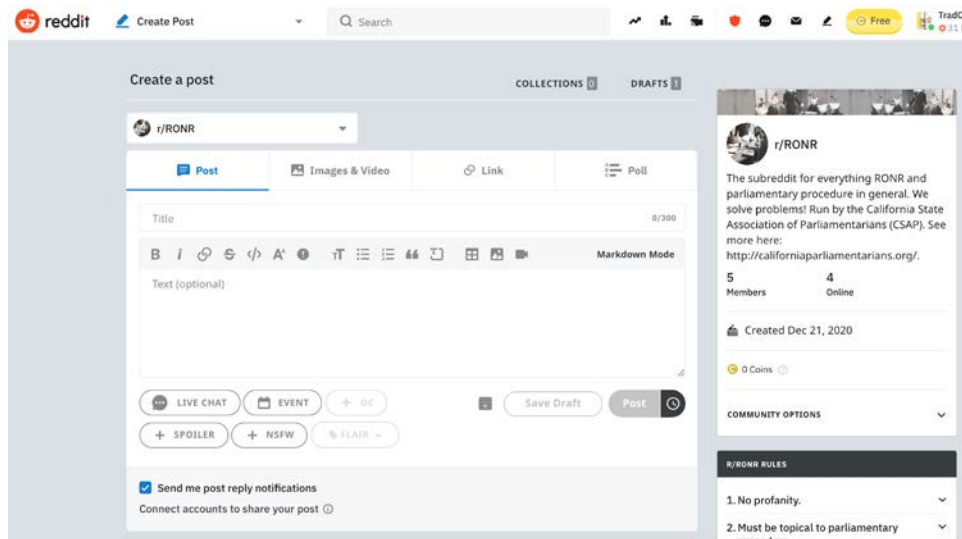 reddit
Create Post
Search
Free
Create a post
COLLECTIONS 0
DRAFTS 1
r/RONR
Post
Images & Video
Link
Poll
Title
0/300
Markdown Mode
Text (optional)
LIVE CHAT
EVENT
+ OC
Save Draft
Post
+ SPOILER
+ NSFW
FLAIR
Send me post reply notifications
Connect accounts to share your post
r/RONR
The subreddit for everything RONR and
parliamentary procedure in general. We
solve problems! Run by the California State
Association of Parliamentarians (CSAP). See
more here:
http://californiaparliamentarians.org/.
5 4
Members Online
Created Dec 21, 2020
0 Coins
COMMUNITY OPTIONS
R/RONR RULES
1. No profanity.
2. Must be topical to parliamentary